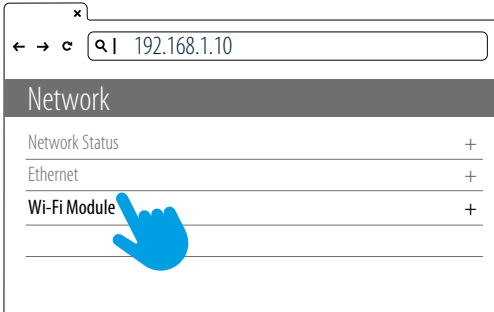 192.168.1.10
Network
Network Status +
Ethernet +
Wi-Fi Module +